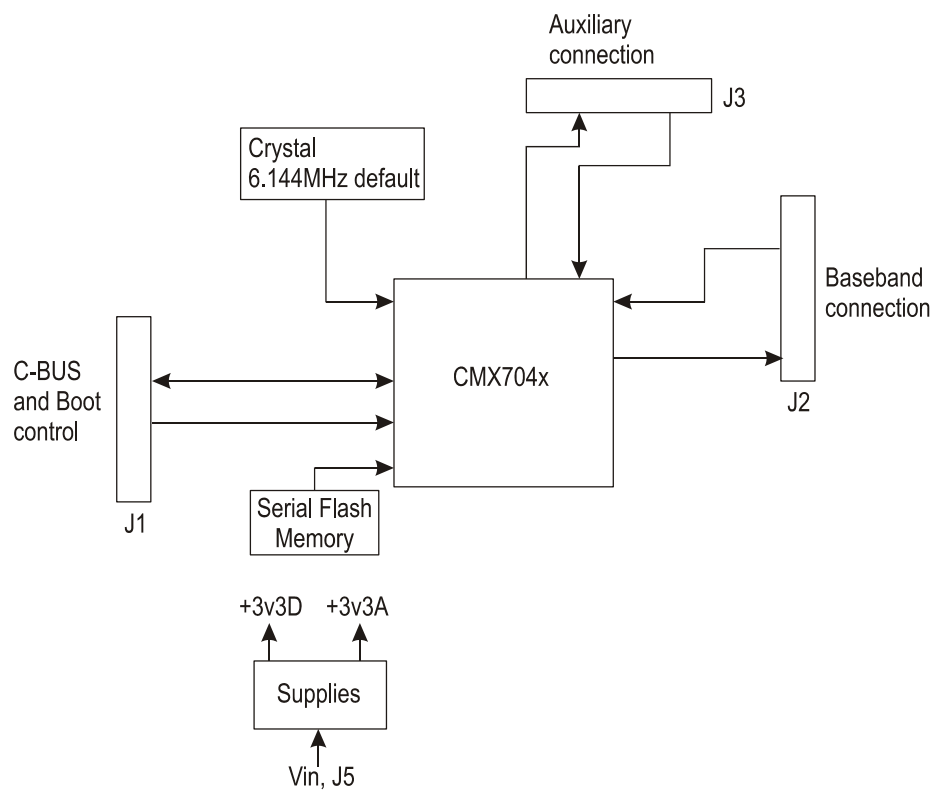 Auxiliary
connection
J3
Crystal
6.144MHz default
Baseband
connection
J2
C-BUS
and Boot
control
J1
CMX704x
Serial Flash
Memory
+3v3D
+3v3A
Supplies
Vin, J5